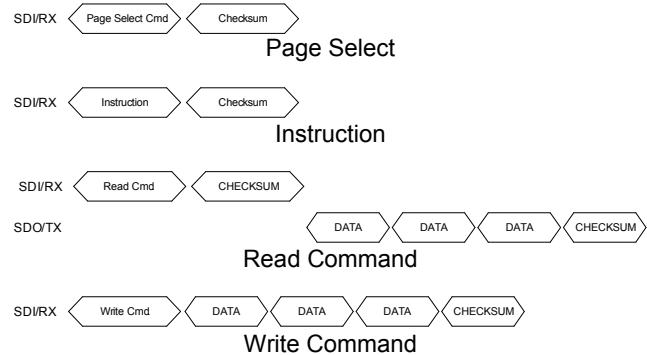 SDI/RX Page Select Cmd Checksum
Page Select
SDI/RX Instruction Checksum
Instruction
SDI/RX Read Cmd CHECKSUM
SDO/TX DATA DATA DATA CHECKSUM
Read Command
SDI/RX Write Cmd. DATA DATA DATA CHECKSUM
Write Command